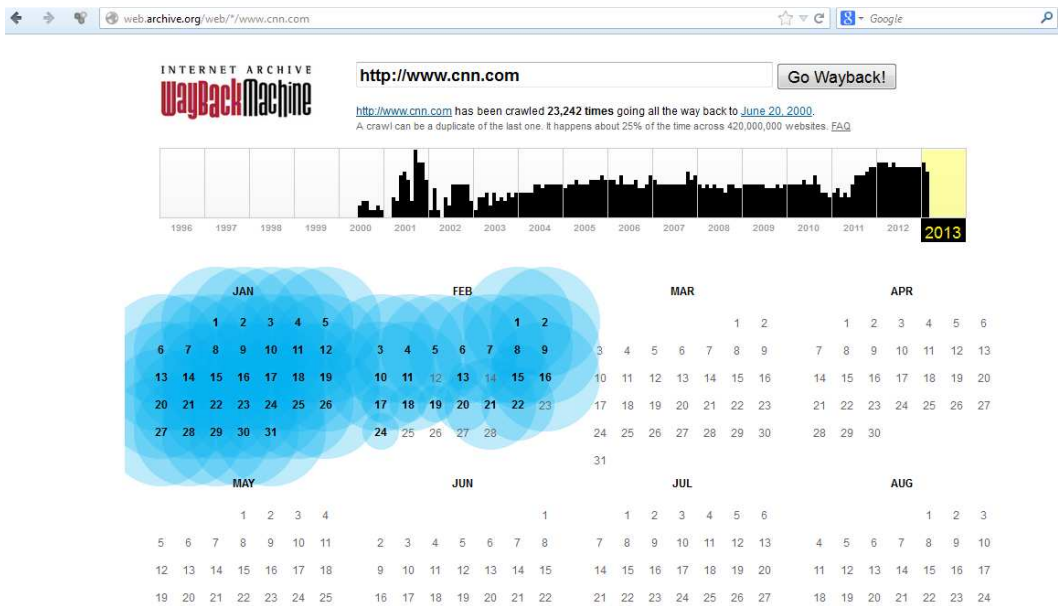 web.archive.org/web/*/www.cnn.com
Google
INTERNET ARCHIVE
WayBackMachine
http://www.cnn.com
Go Wayback!
http://www.cnn.com has been crawled 23,242 times going all the way back to June 20, 2000.
A crawl can be a duplicate of the last one. It happens about 25% of the time across 420,000,000 websites. FAQ
1996 1997 1998 1999 2000 2001 2002 2003 2004 2005 2006 2007 2008 2009 2010 2011 2012 2013
JAN FEB MAR APR
1 2 3 4 5 1 2 1 2 1 2 3 4 5 6
6 7 8 9 10 11 12 3 4 5 6 7 8 9 3 4 5 6 7 8 9 7 8 9 10 11 12 13
13 14 15 16 17 18 19 10 11 12 13 14 15 16 10 11 12 13 14 15 16 14 15 16 17 18 19 20
20 21 22 23 24 25 26 17 18 19 20 21 22 23 17 18 19 20 21 22 23 21 22 23 24 25 26 27
27 28 29 30 31 24 25 26 27 28 24 25 26 27 28 29 30 28 29 30
31
MAY JUN JUL AUG
1 2 3 4 1 1 2 3 4 5 6 1 2 3
5 6 7 8 9 10 11 2 3 4 5 6 7 8 7 8 9 10 11 12 13 4 5 6 7 8 9 10
12 13 14 15 16 17 18 9 10 11 12 13 14 15 14 15 16 17 18 19 20 11 12 13 14 15 16 17
19 20 21 22 23 24 25 16 17 18 19 20 21 22 21 22 23 24 25 26 27 18 19 20 21 22 23 24